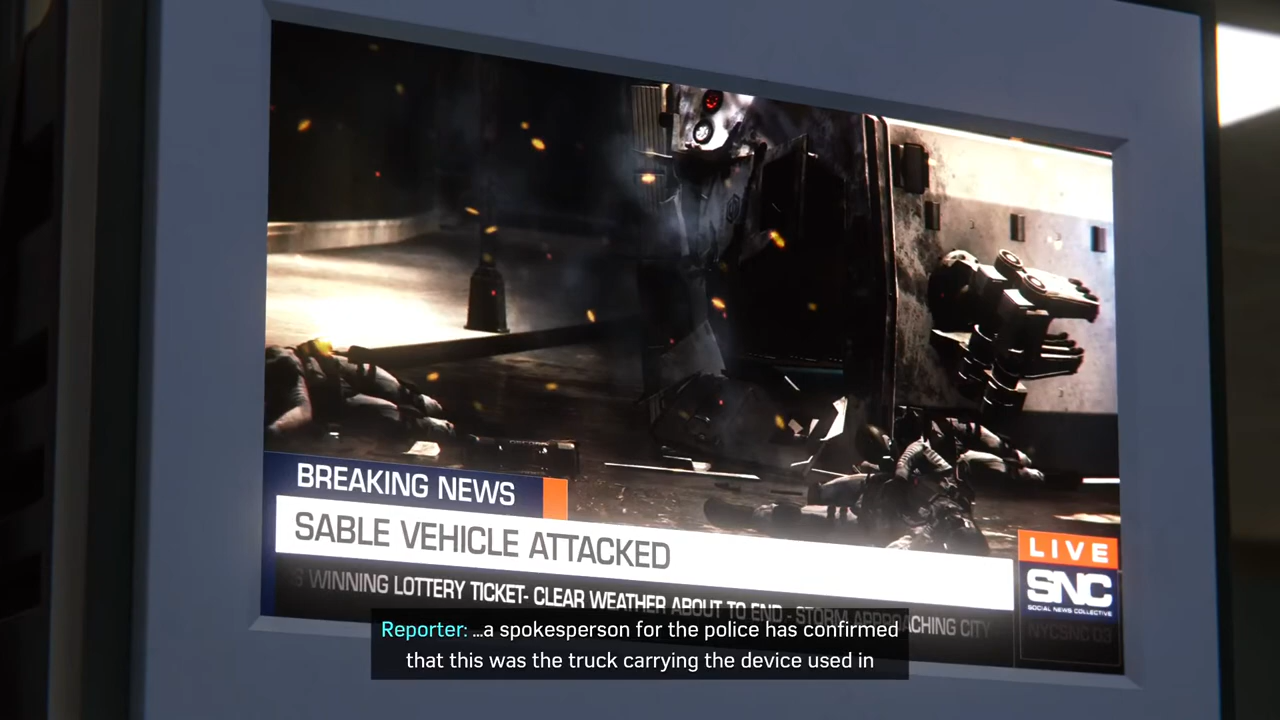 BREAKING NEWS
SABLE VEHICLE ATTACKED
WINNING LOTTERY TICKET- CLEAR WEATHER ABOUT TO END - STORM APPROACHING CITY
LIVE
SNC
SOCIAL NEWS COLLECTIVE
NYCSNC 03
Reporter: ...a spokesperson for the police has confirmed
that this was the truck carrying the device used in